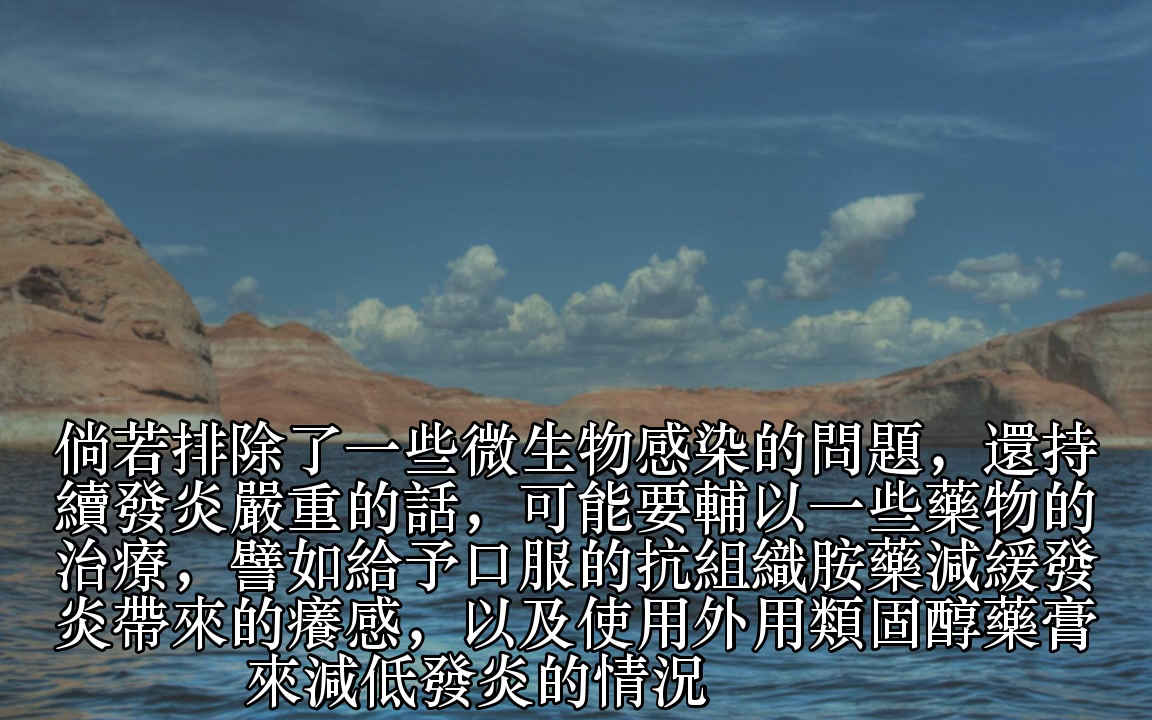 倘若排除了一些微生物感染的問題，還持
續發炎嚴重的話，可能要輔以一些藥物的
治療，譬如給予口服的抗組織胺藥減緩發
炎帶來的癢感，以及使用外用類固醇藥膏
來減低發炎的情況